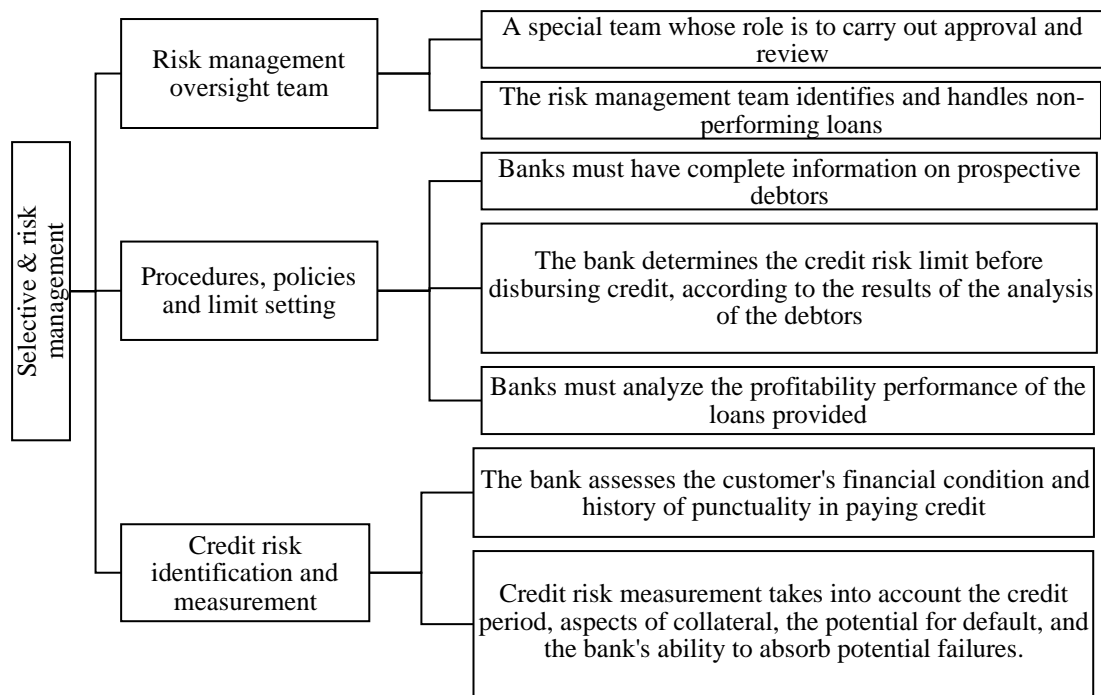 Selective & risk
management
Risk management
oversight team
A special team whose role is to carry out approval and
review
The risk management team identifies and handles non-
performing loans
Procedures, policies
and limit setting
Banks must have complete information on prospective
debtors
The bank determines the credit risk limit before
disbursing credit, according to the results of the analysis
of the debtors
Banks must analyze the profitability performance of the
loans provided
Credit risk
identification and
measurement
The bank assesses the customer's financial condition and
history of punctuality in paying credit
Credit risk measurement takes into account the credit
period, aspects of collateral, the potential for default, and
the bank's ability to absorb potential failures.